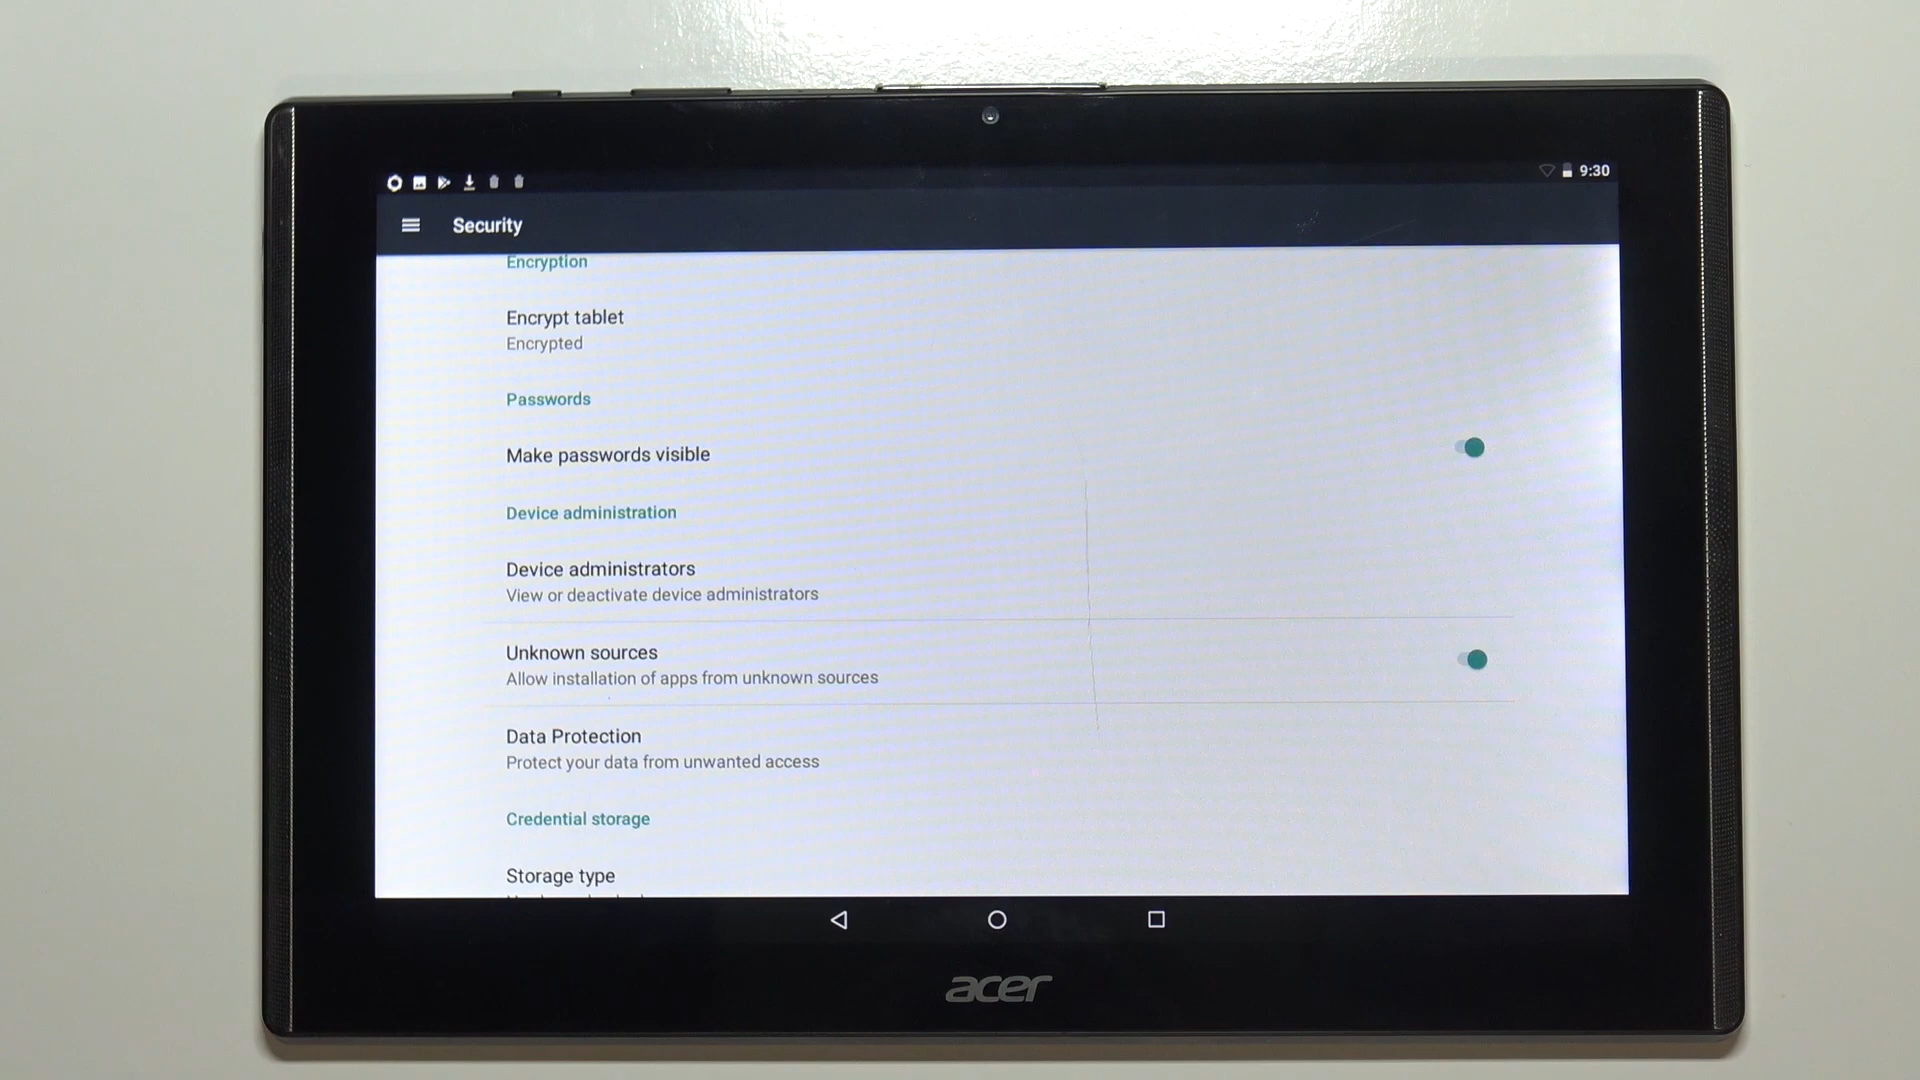 9:30
Security
Encryption
Encrypt tablet
Encrypted
Passwords
Make passwords visible
Device administration
Device administrators
View or deactivate device administrators
Unknown sources
Allow installation of apps from unknown sources
Data Protection
Protect your data from unwanted access
Credential storage
Storage type
acer